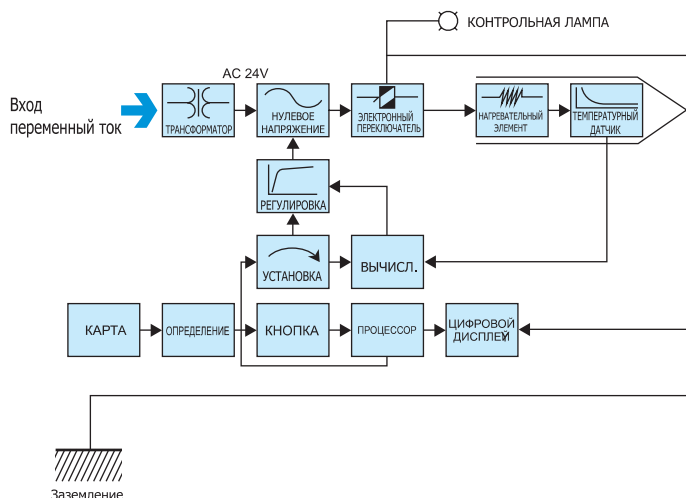 КОНТРОЛЬНАЯ ЛАМПА
AC 24V
Вход
переменный ток
ТРАНСФОРМАТОР
НУЛЕВОЕ
НАПРЯЖЕНИЕ
ЭЛЕКТРОННЫЙ
ПЕРЕКЛЮЧАТЕЛЬ
НАГРЕВАТЕЛЬНЫЙ
ЭЛЕМЕНТ
ТЕМПЕРАТУРНЫЙ
ДАТЧИК
РЕГУЛИРОВКА
УСТАНОВКА
ВЫЧИСЛ.
КАРТА
ОПРЕДЕЛЕНИЕ
КНОПКА
ПРОЦЕССОР
ЦИФРОВОЙ
ДИСПЛЕЙ
Заземление